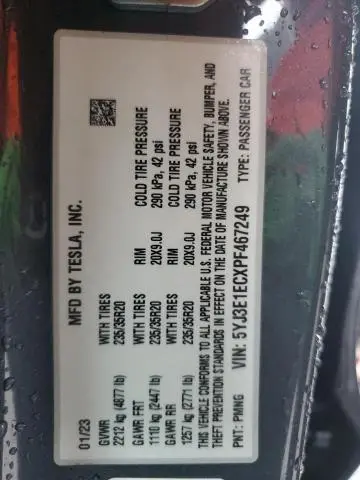 MFD BY TESLA, INC.
01/23
GVWR WITH TIRES RIM COLD TIRE PRESSURE
2212 kg (4877 lb) 235/35R20 20X9.0J 290 kPa, 42 psi
GAWR FRT WITH TIRES RIM COLD TIRE PRESSURE
1110 kg (2447 lb) 235/35R20 20X9.0J 290 kPa, 42 psi
GAWR RR
1257 kg (2771 lb)
THIS VEHICLE CONFORMS TO ALL APPLICABLE U.S. FEDERAL MOTOR VEHICLE SAFETY, BUMPER, AND
THEFT PREVENTION STANDARDS IN EFFECT ON THE DATE OF MANUFACTURE SHOWN ABOVE.
PNT: PMNG VIN: 5YJ3E1ECXPF467249 TYPE: PASSENGER CAR